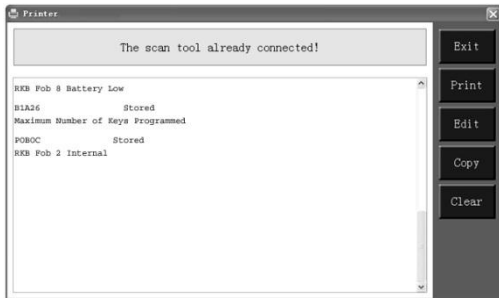 Printer
The scan tool already connected!
RKB Fob 8 Battery Low
B1A26 Stored
Maximum Number of Keys Programmed
POBOC Stored
RKB Fob 2 Internal
Exit
Print
Edit
Copy
Clear